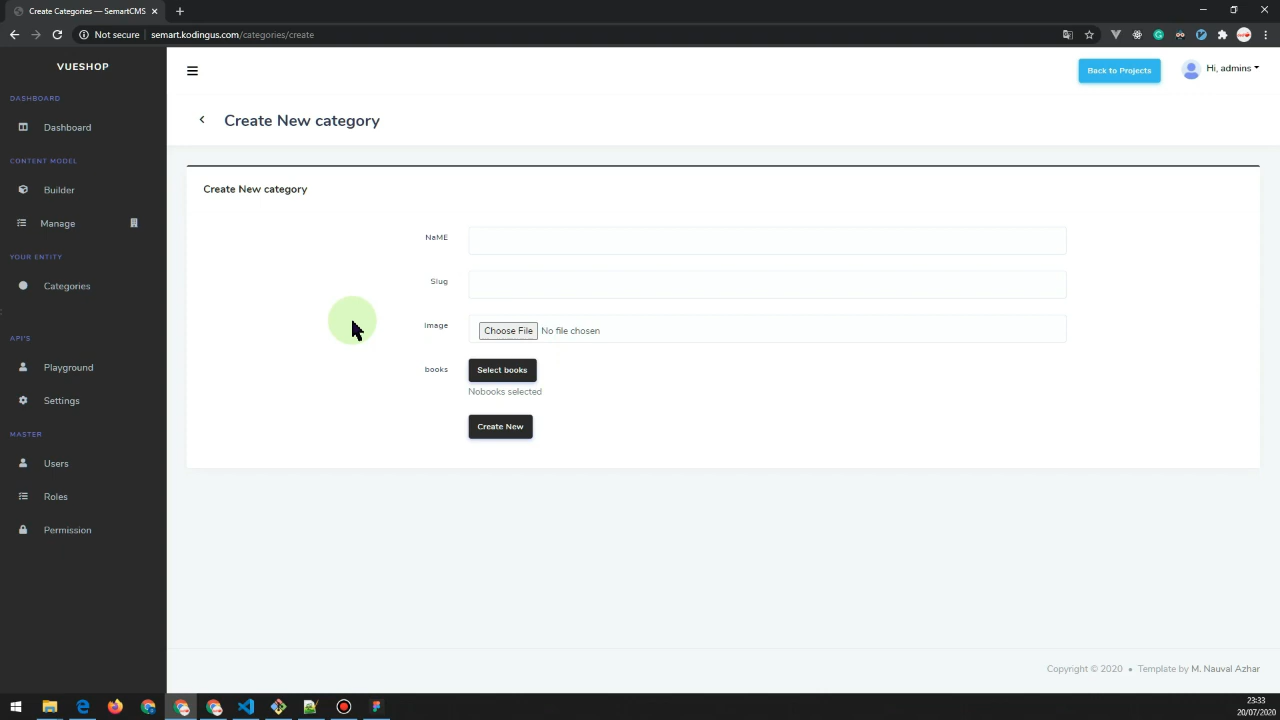 Create Categories — SemartCMS
Not secure
semart.kodingus.com/categories/create
VUESHOP
DASHBOARD
Dashboard
CONTENT MODEL
Builder
Manage
YOUR ENTITY
Categories
API'S
Playground
Settings
MASTER
Users
Roles
Permission
Back to Projects
Hi, admins
Create New category
Create New category
NaME
Slug
Image
Choose File No file chosen
books
Select books
Nobooks selected
Create New
Copyright © 2020 • Template by M. Nauval Azhar
23:33
20/07/2020